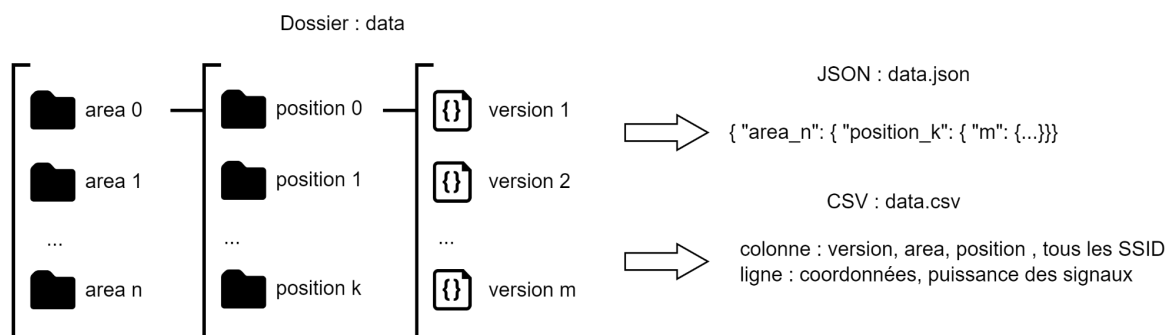 Dossier : data
area 0
position 0
{}
version 1
area 1
position 1
{}
version 2
...
...
...
area n
position k
{}
version m
JSON : data.json
{ "area_n": { "position_k": { "m": {...}}}
CSV : data.csv
colonne : version, area, position , tous les SSID
ligne : coordonnées, puissance des signaux